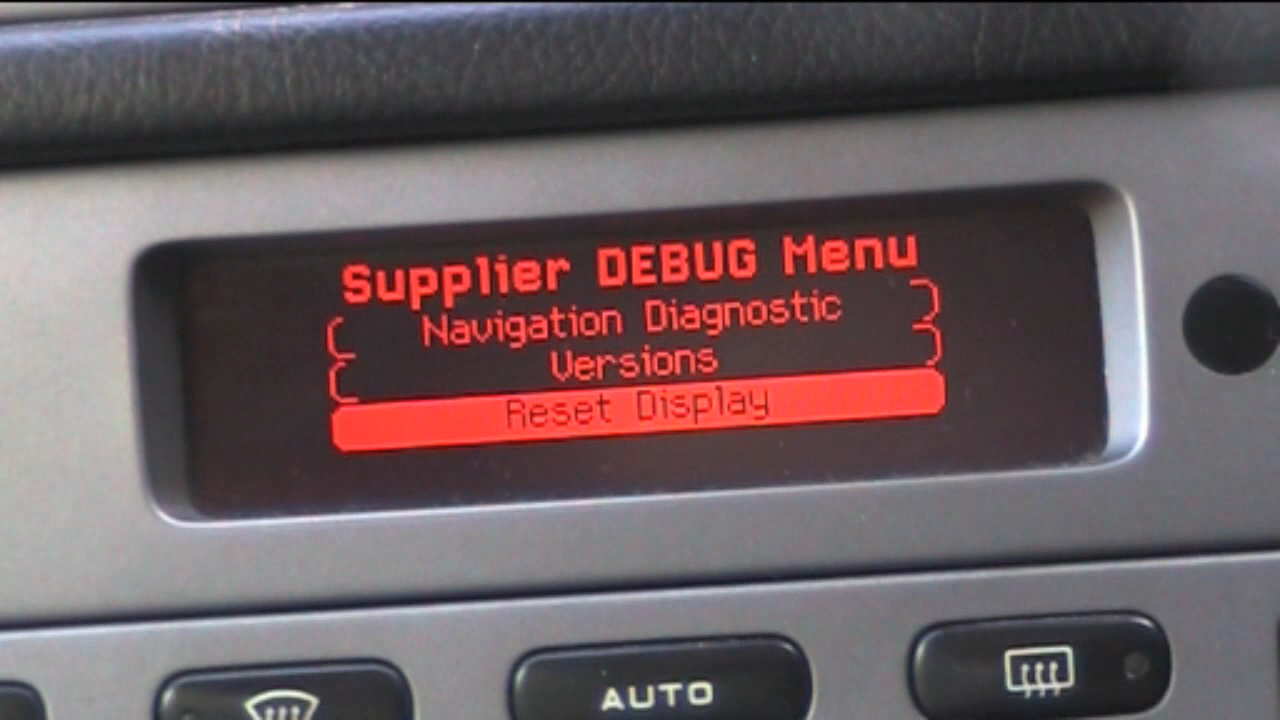 Supplier DEBUG Menu
Navigation Diagnostic
Versions
Reset Display
AUTO